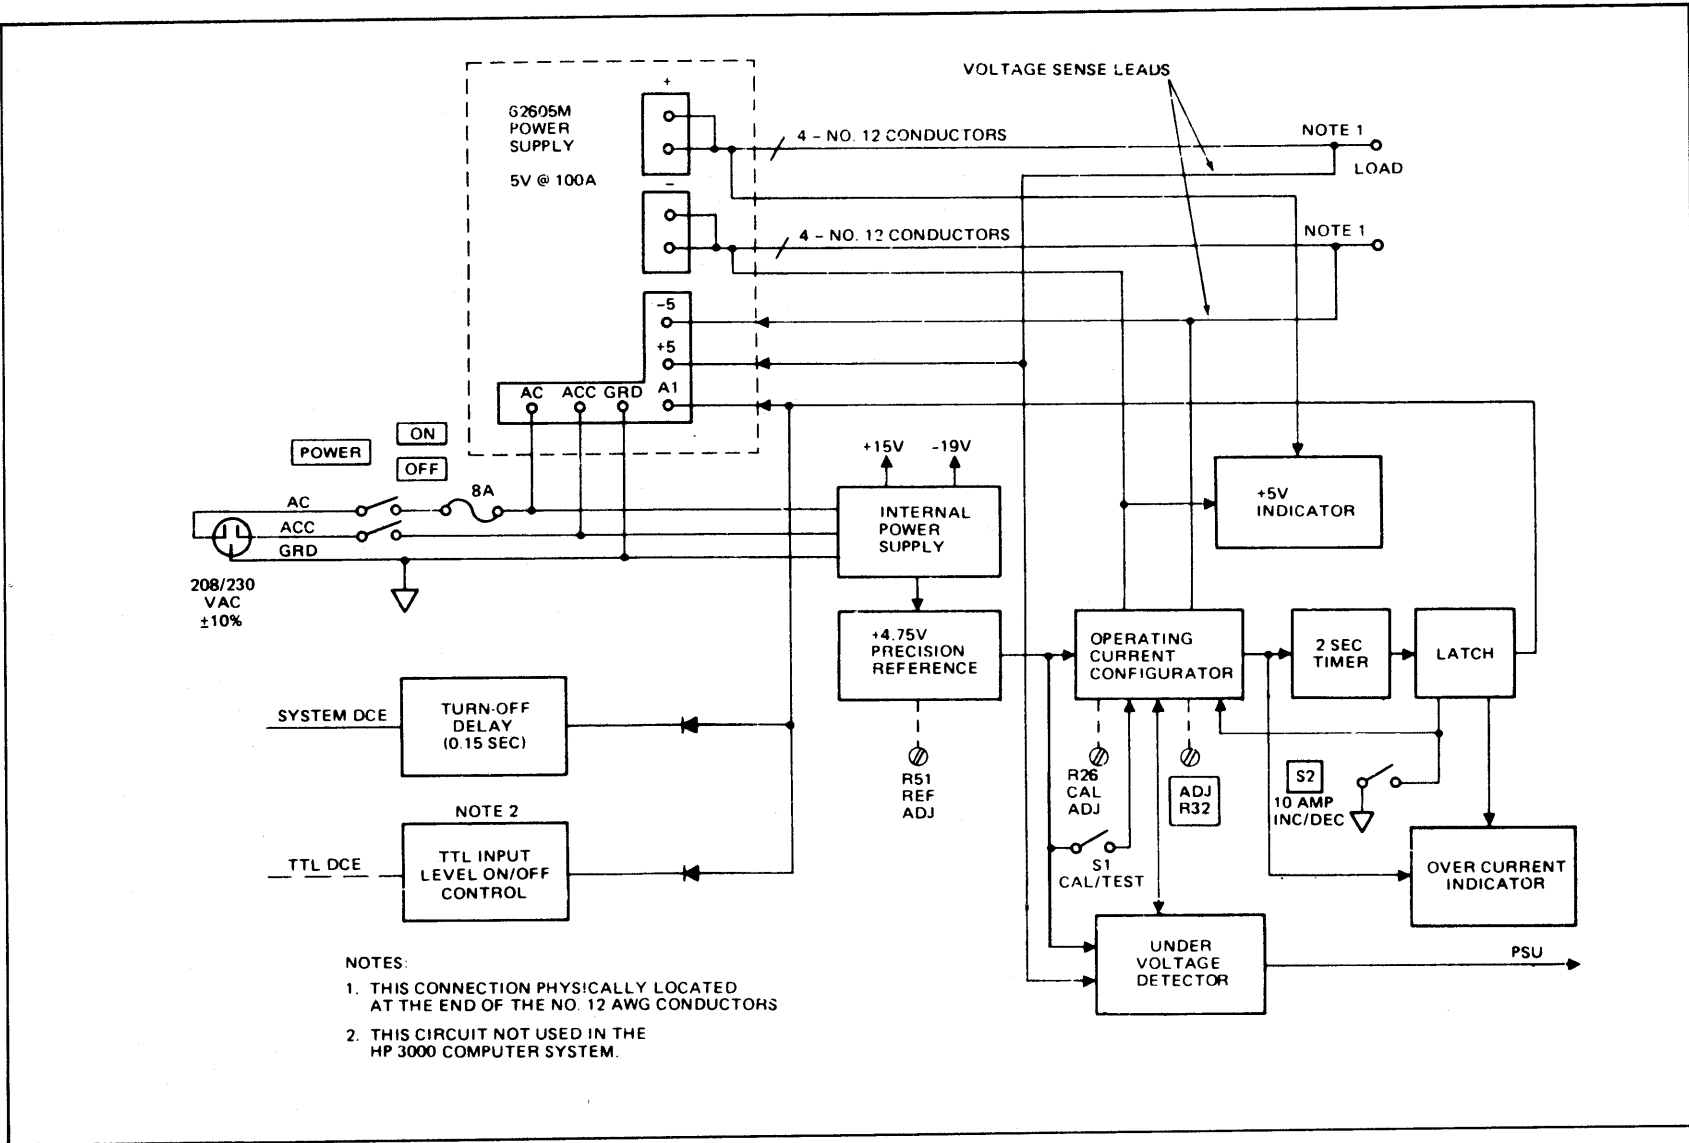 VOLTAGE SENSE LEADS
+
62605M
POWER
SUPPLY
5V @ 100A
4 – NO. 12 CONDUCTORS
NOTE 1
LOAD
–
4 – NO. 12 CONDUCTORS
NOTE 1
-5
+5
A1
AC
ACC
GRD
POWER
ON
OFF
+15V
-19V
8A
AC
ACC
GRD
208/230
VAC
±10%
INTERNAL
POWER
SUPPLY
+5V
INDICATOR
+4.75V
PRECISION
REFERENCE
OPERATING
CURRENT
CONFIGURATOR
2 SEC
TIMER
LATCH
SYSTEM DCE
TURN-OFF
DELAY
(0.15 SEC)
R51
REF
ADJ
R26
CAL
ADJ
ADJ
R32
S2
10 AMP
INC/DEC
S1
CAL/TEST
NOTE 2
TTL DCE
TTL INPUT
LEVEL ON/OFF
CONTROL
OVER CURRENT
INDICATOR
UNDER
VOLTAGE
DETECTOR
PSU
NOTES:
1. THIS CONNECTION PHYSICALLY LOCATED
AT THE END OF THE NO. 12 AWG CONDUCTORS
2. THIS CIRCUIT NOT USED IN THE
HP 3000 COMPUTER SYSTEM.